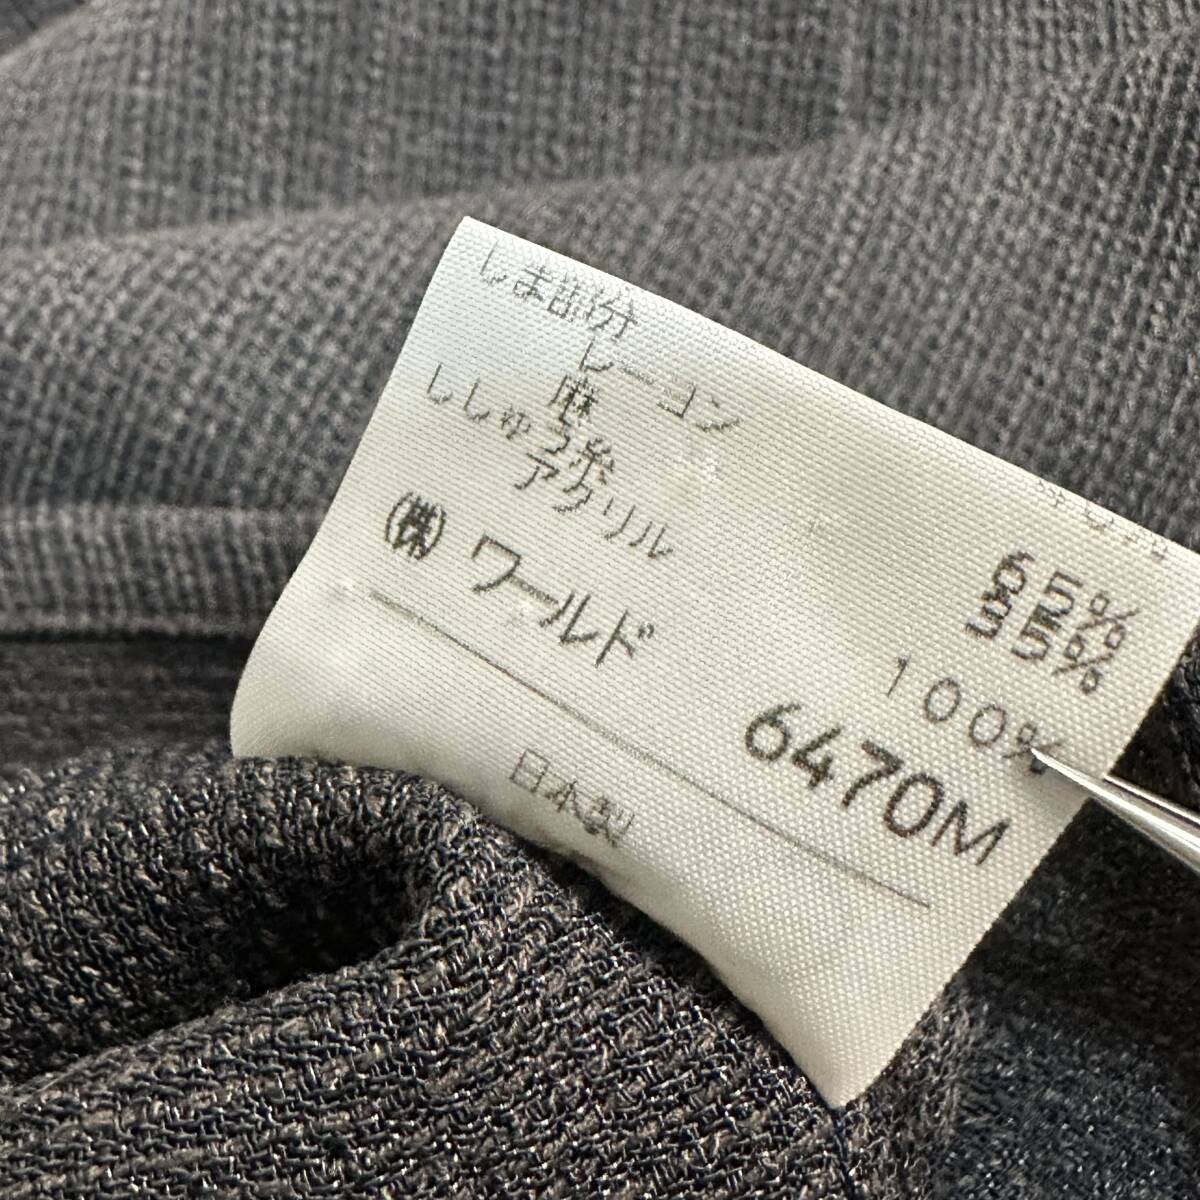 しま部分
レーヨン 65%
麻 35%
ししゅう糸
アクリル 100%
㈱ ワールド 6470M
日本製